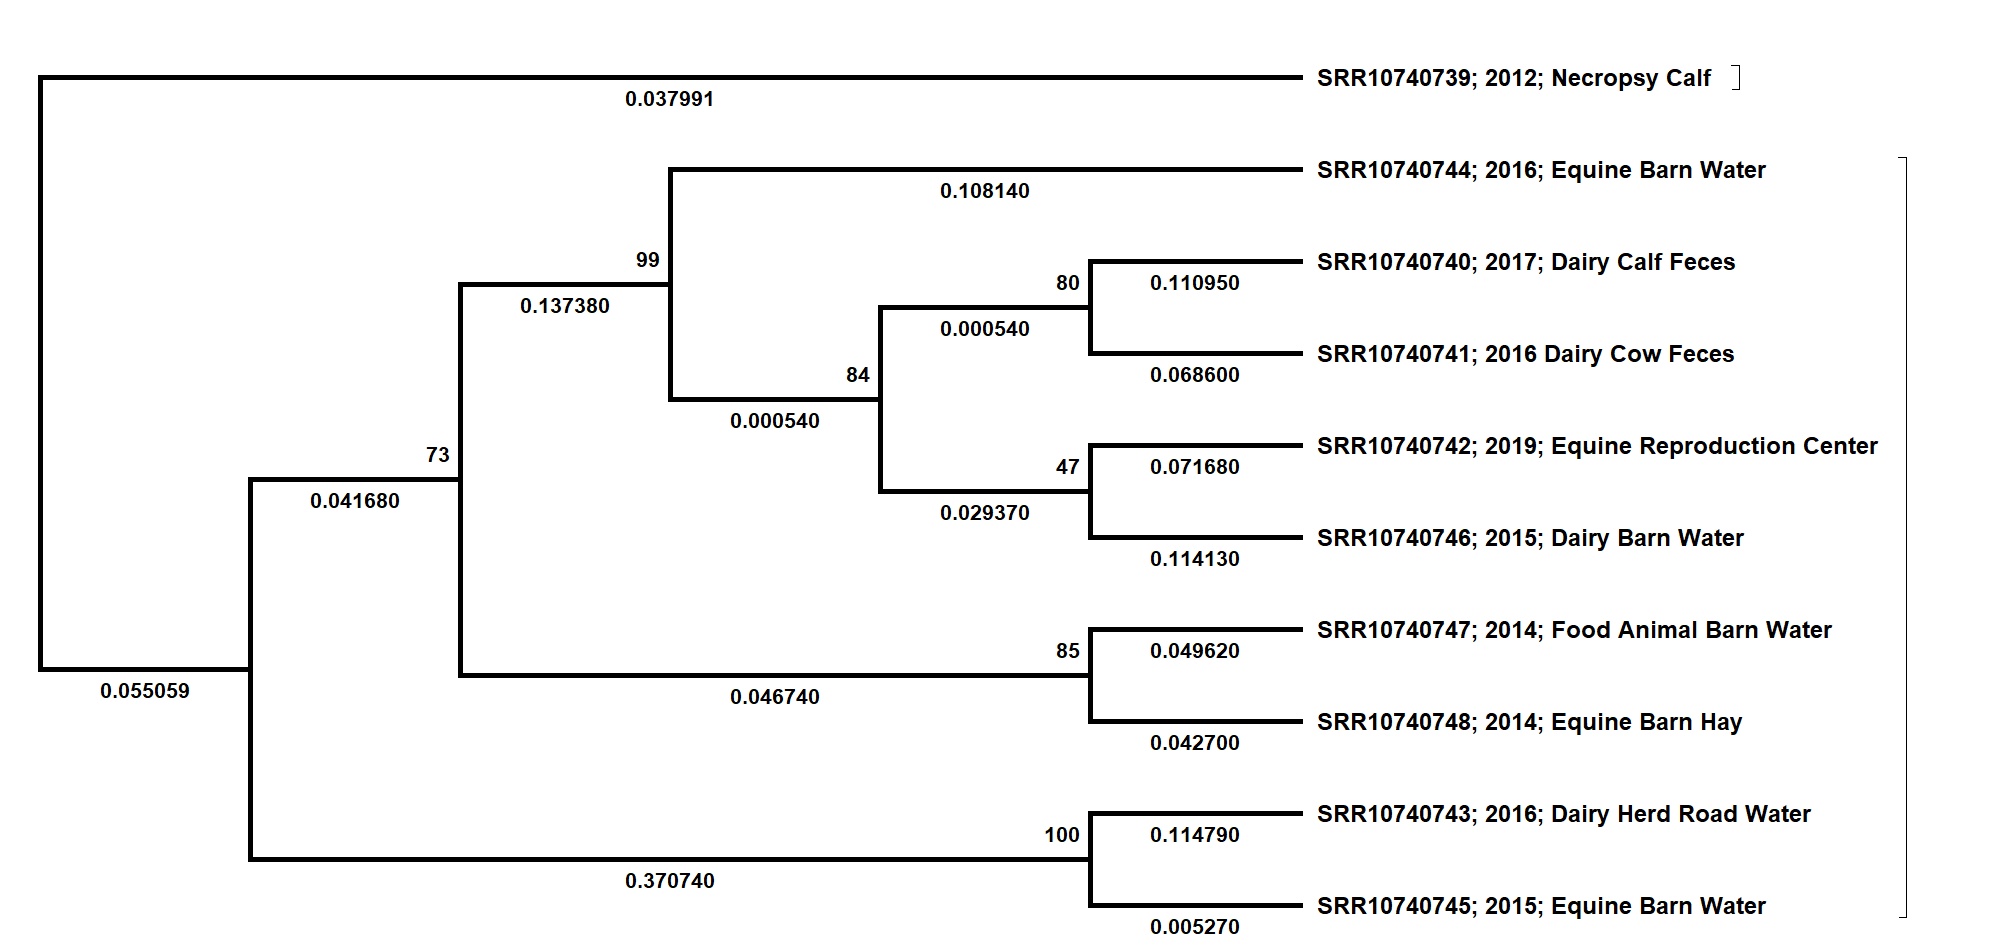 SRR10740739; 2012; Necropsy Calf
0.037991
SRR10740744; 2016; Equine Barn Water
0.108140
99
0.137380
SRR10740740; 2017; Dairy Calf Feces
80
0.110950
0.000540
SRR10740741; 2016 Dairy Cow Feces
0.068600
84
0.000540
SRR10740742; 2019; Equine Reproduction Center
47
0.071680
0.029370
73
0.041680
SRR10740746; 2015; Dairy Barn Water
0.114130
SRR10740747; 2014; Food Animal Barn Water
85
0.049620
0.046740
0.055059
SRR10740748; 2014; Equine Barn Hay
0.042700
SRR10740743; 2016; Dairy Herd Road Water
100
0.114790
0.370740
SRR10740745; 2015; Equine Barn Water
0.005270